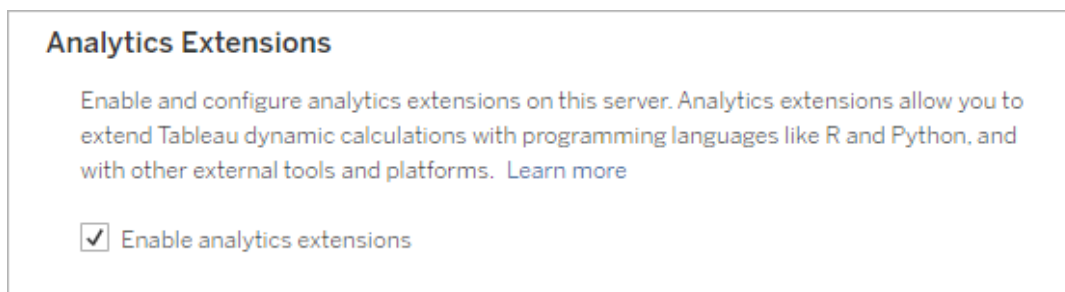 Analytics Extensions
Enable and configure analytics extensions on this server. Analytics extensions allow you to
extend Tableau dynamic calculations with programming languages like R and Python, and
with other external tools and platforms. Learn more
Enable analytics extensions